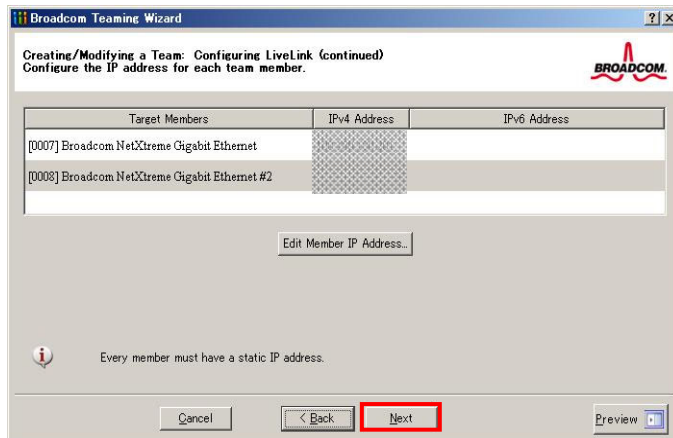 Broadcom Teaming Wizard
Creating/Modifying a Team: Configuring LiveLink (continued)
Configure the IP address for each team member.
BROADCOM.
Target Members IPv4 Address IPv6 Address
[0007] Broadcom NetXtreme Gigabit Ethernet
[0008] Broadcom NetXtreme Gigabit Ethernet #2
Edit Member IP Address...
Every member must have a static IP address.
Cancel < Back Next Preview